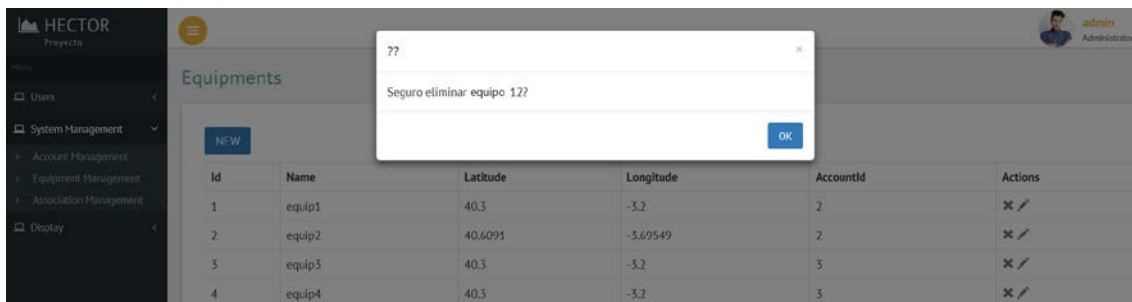 HECTOR
Proyecto
Menu
Users
System Management
Account Management
Equipment Management
Association Management
Display
admin
Administrator
Equipments
??
×
Seguro eliminar equipo 12?
OK
NEW
Id Name Latitude Longitude AccountId Actions
1 equip1 40.3 -3.2 2
2 equip2 40.6091 -3.69549 2
3 equip3 40.3 -3.2 3
4 equip4 40.3 -3.2 3